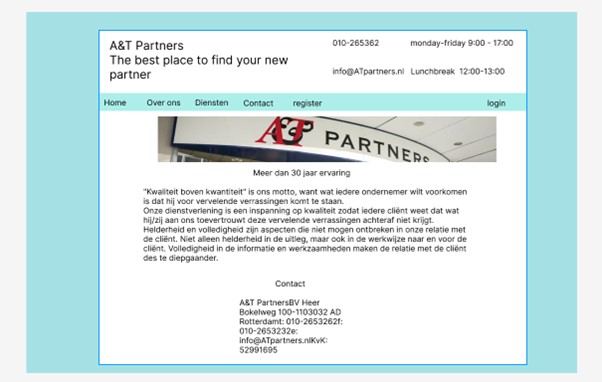 A&T Partners
The best place to find your new
partner
010-265362 monday-friday 9:00 - 17:00
info@ATpartners.nl Lunchbreak 12:00-13:00
Home Over ons Diensten Contact register login
A&T PARTNERS
Meer dan 30 jaar ervaring
"Kwaliteit boven kwantiteit" is ons motto, want wat iedere ondernemer wilt voorkomen
is dat hij voor vervelende verrassingen komt te staan.
Onze dienstverlening is een inspanning op kwaliteit zodat iedere cliënt weet dat wat
hij/zij aan ons toevertrouwt deze vervelende verrassingen achteraf niet krijgt.
Helderheid en volledigheid zijn aspecten die niet mogen ontbreken in onze relatie met
de cliënt. Niet alleen helderheid in de uitleg, maar ook in de werkwijze naar en voor de
cliënt. Volledigheid in de informatie en werkzaamheden maken de relatie met de cliënt
des te diepgaander.
Contact
A&T PartnersBV Heer
Bokelweg 100-1103032 AD
Rotterdamt: 010-2653262f:
010-2653232e:
info@ATpartners.nlKvK:
52991695